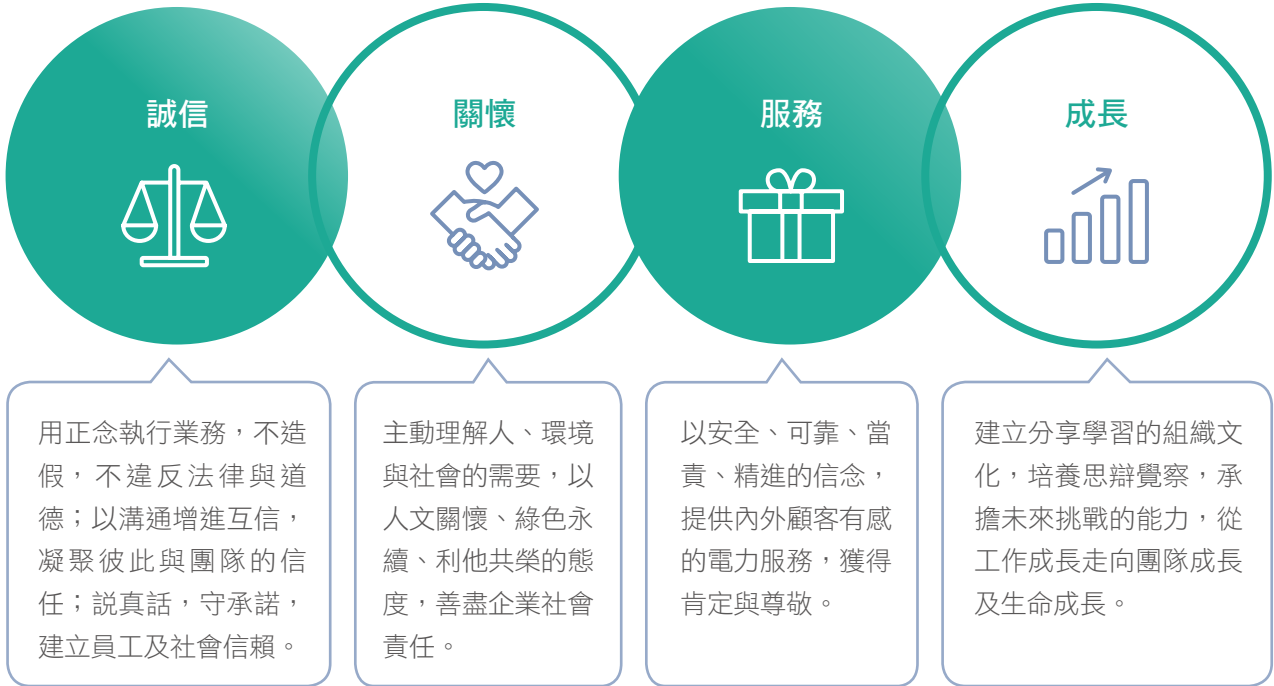 誠信
關懷
服務
成長
用正念執行業務，不造
假，不違反法律與道
德；以溝通增進互信，
凝聚彼此與團隊的信
任；説真話，守承諾，
建立員工及社會信賴。
主動理解人、環境
與社會的需要，以
人文關懷、綠色永
續、利他共榮的態
度，善盡企業社會
責任。
以安全、可靠、當
責、精進的信念，
提供內外顧客有感
的電力服務，獲得
肯定與尊敬。
建立分享學習的組織文
化，培養思辯覺察，承
擔未來挑戰的能力，從
工作成長走向團隊成長
及生命成長。